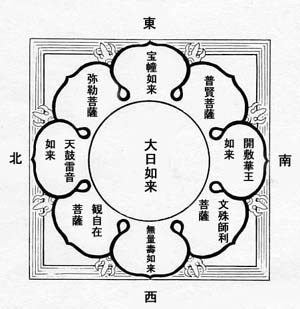 東
宝幢如来
弥勒菩薩
普賢菩薩
北
天鼓雷音
如来
大日如来
開敷華王
如来
南
観自在
菩薩
文殊師利
菩薩
無量壽如来
西